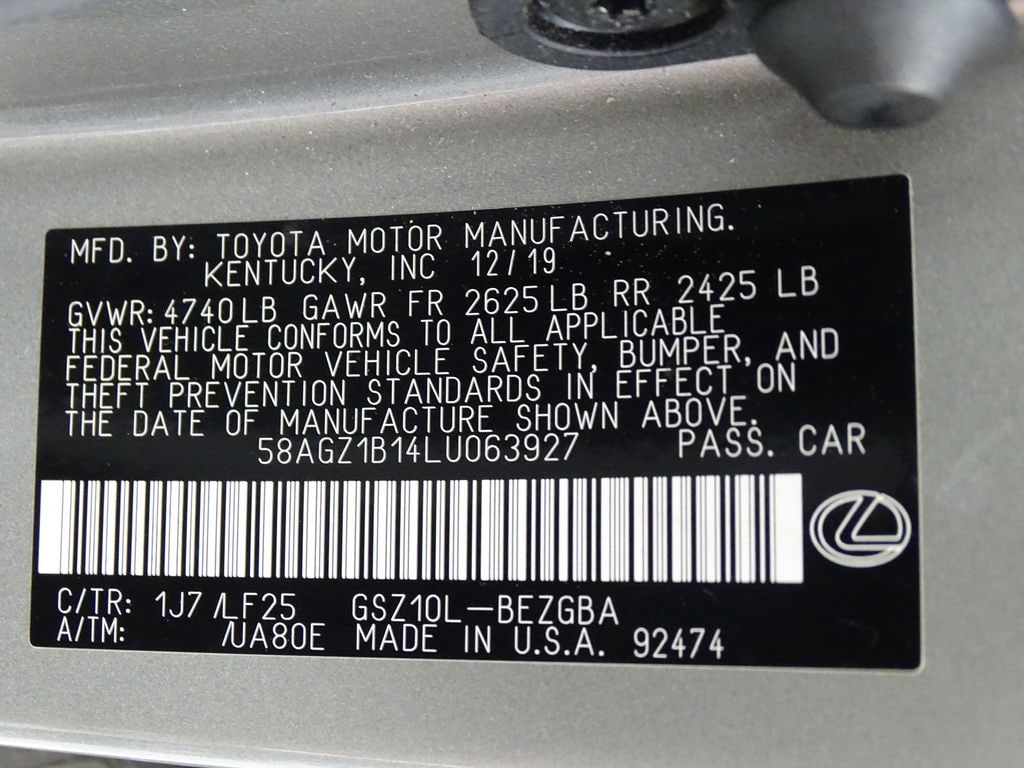 MFD. BY: TOYOTA MOTOR MANUFACTURING.
KENTUCKY, INC 12/19
GVWR: 4740LB GAWR FR 2625LB RR 2425 LB
THIS VEHICLE CONFORMS TO ALL APPLICABLE
FEDERAL MOTOR VEHICLE SAFETY, BUMPER, AND
THEFT PREVENTION STANDARDS IN EFFECT ON
THE DATE OF MANUFACTURE SHOWN ABOVE.
58AGZ1B14LU063927 PASS. CAR
C/TR: 1J7 /LF25 GSZ10L-BEZGBA
A/TM: /UA80E MADE IN U.S.A. 92474